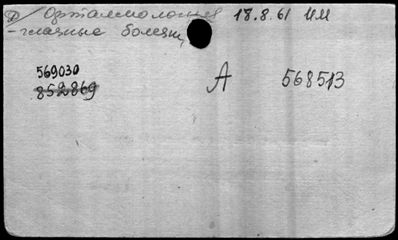 Офтальмология 18.8.61 ИМ
- глазные болезни
569030
852869
А 568513